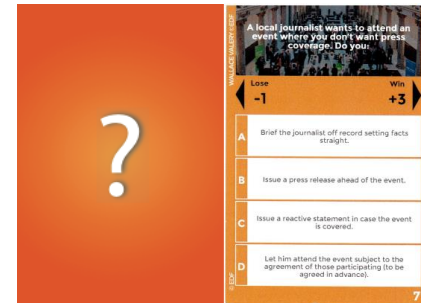 ?
A local journalist wants to attend an
event where you don't want press
coverage. Do you:
WALLACE VALERY © EDF
Lose
Win
-1
+3
A
Brief the journalist off record setting facts
straight.
B
Issue a press release ahead of the event.
C
Issue a reactive statement in case the event
is covered.
D
Let him attend the event subject to the
agreement of those participating (to be
agreed in advance).
© EDF
7